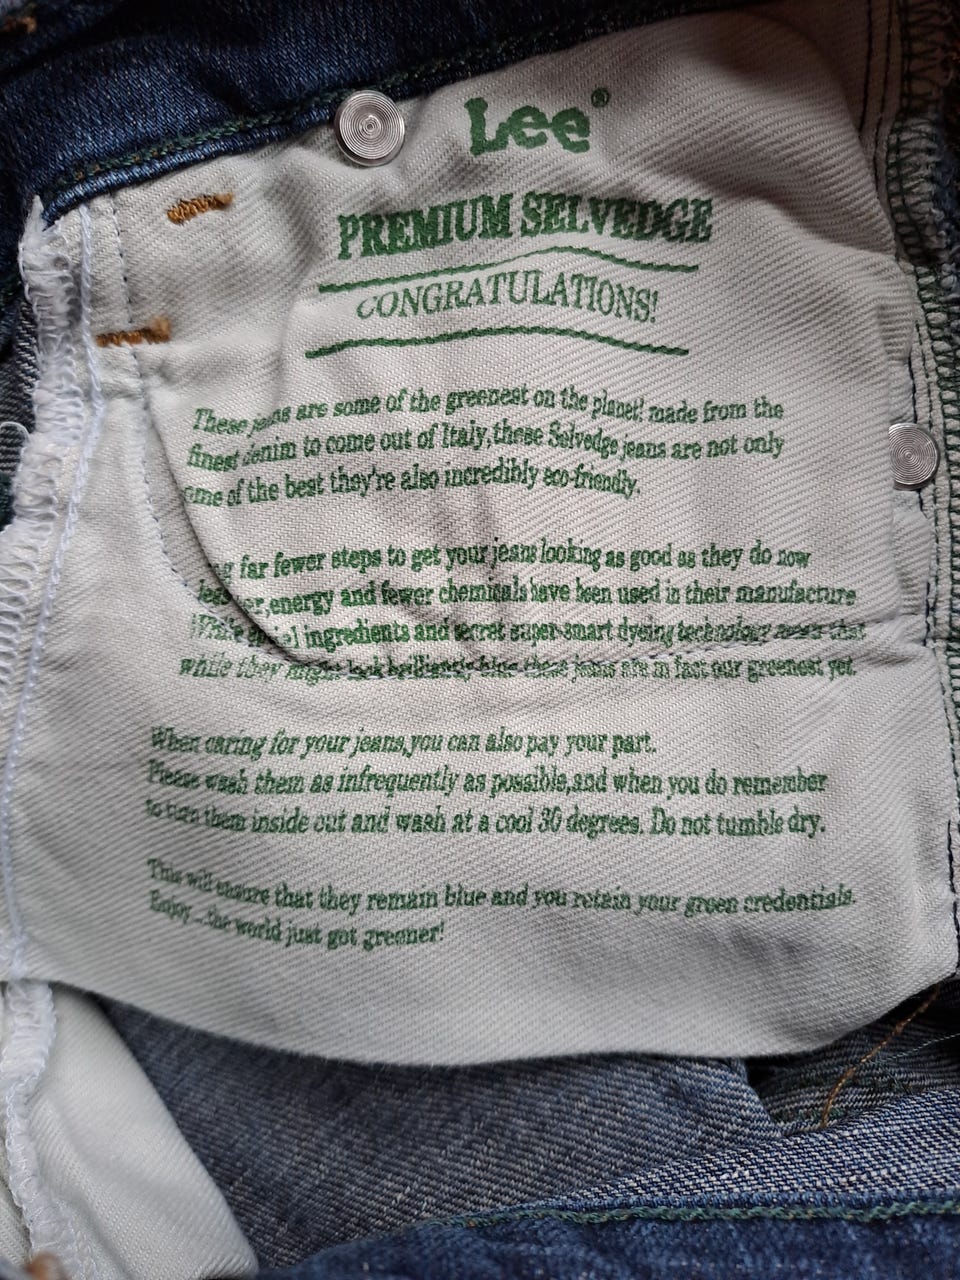 Lee®
PREMIUM SELVEDGE
CONGRATULATIONS!
These jeans are some of the greenest on the planet! made from the
finest denim to come out of Italy,these Selvedge jeans are not only
some of the best they're also incredibly eco-friendly.
far fewer steps to get your jeans looking as good as they do now
energy and fewer chemicals have been used in their manufacture
ingredients and secret super-smart dyeing technology that
while they might look brilliantly blue these jeans are in fact our greenest yet.
When caring for your jeans,you can also pay your part.
Please wash them as infrequently as possible,and when you do remember
to turn them inside out and wash at a cool 30 degrees. Do not tumble dry.
This will ensure that they remain blue and you retain your green credentials.
Enjoy...the world just got greener!